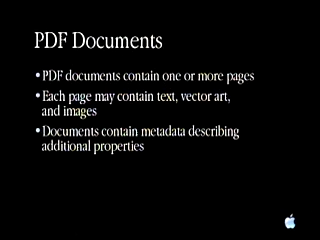 PDF Documents
• PDF documents contain one or more pages
• Each page may contain text, vector art,
and images
• Documents contain metadata describing
additional properties